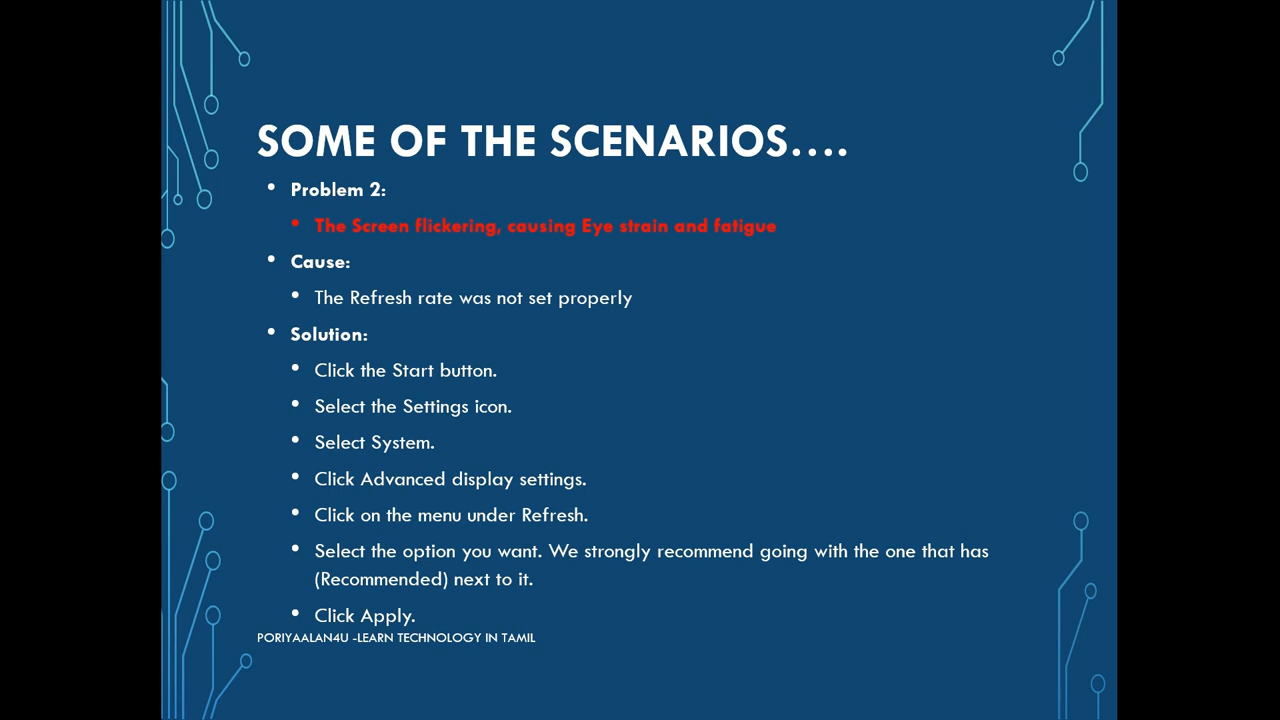 SOME OF THE SCENARIOS....
• Problem 2:
• The Screen flickering, causing Eye strain and fatigue
• Cause:
• The Refresh rate was not set properly
• Solution:
• Click the Start button.
• Select the Settings icon.
• Select System.
• Click Advanced display settings.
• Click on the menu under Refresh.
• Select the option you want. We strongly recommend going with the one that has
(Recommended) next to it.
• Click Apply.
PORIYAALAN4U -LEARN TECHNOLOGY IN TAMIL